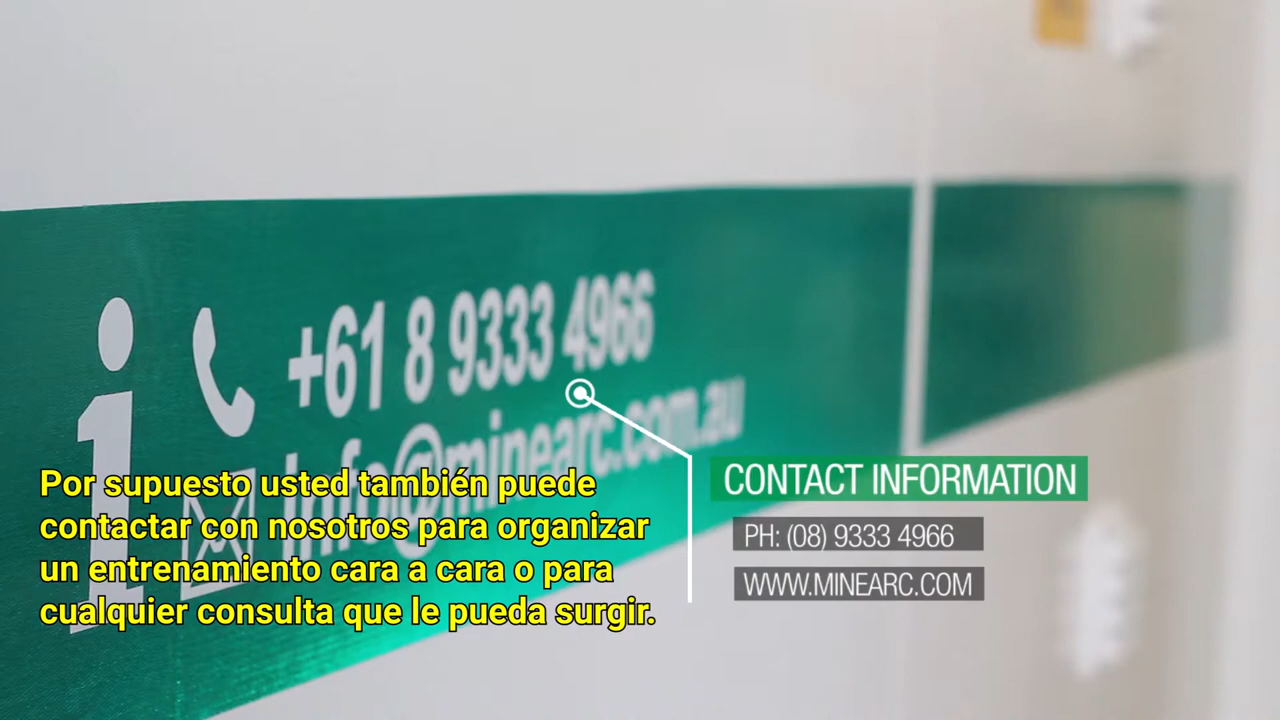 +61 8 9333 4966
info@minearc.com.au
Por supuesto usted también puede
contactar con nosotros para organizar
un entrenamiento cara a cara o para
cualquier consulta que le pueda surgir.
CONTACT INFORMATION
PH: (08) 9333 4966
WWW.MINEARC.COM